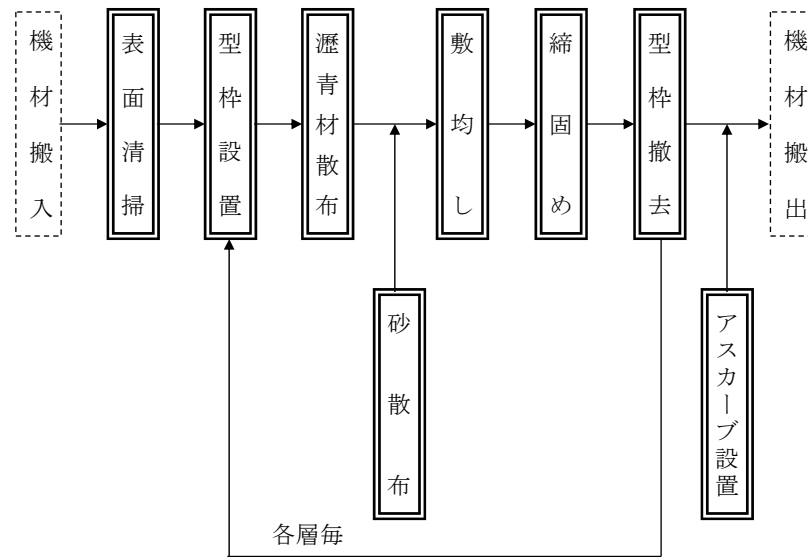 機材搬入
表面清掃
型枠設置
瀝青材散布
敷均し
締固め
型枠撤去
機材搬出
砂散布
アスカーブ設置
各層毎